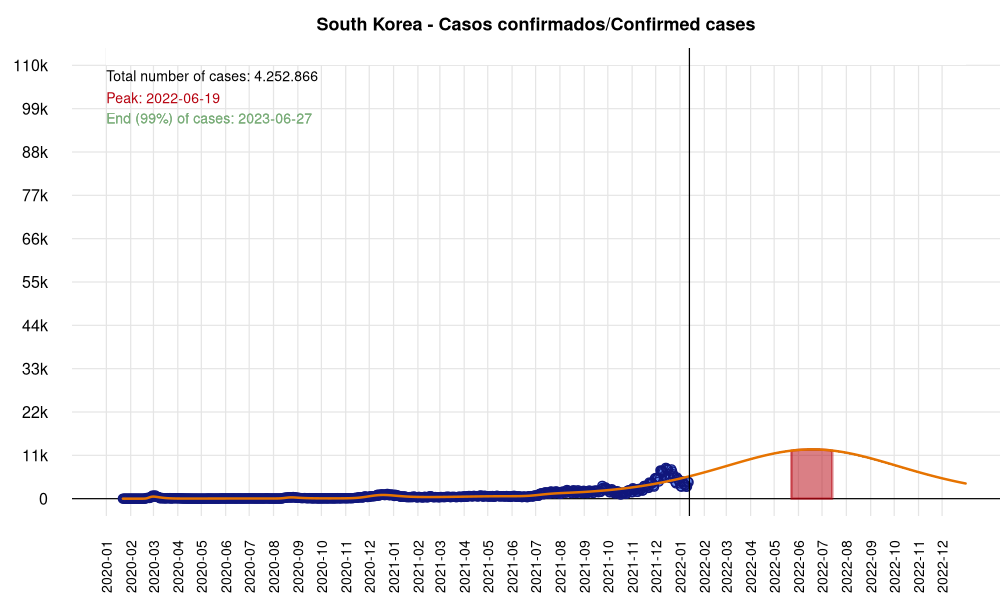 South Korea - Casos confirmados/Confirmed cases
Total number of cases: 4.252.866
Peak: 2022-06-19
End (99%) of cases: 2023-06-27
110k
99k
88k
77k
66k
55k
44k
33k
22k
11k
0
2020-01
2020-02
2020-03
2020-04
2020-05
2020-06
2020-07
2020-08
2020-09
2020-10
2020-11
2020-12
2021-01
2021-02
2021-03
2021-04
2021-05
2021-06
2021-07
2021-08
2021-09
2021-10
2021-11
2021-12
2022-01
2022-02
2022-03
2022-04
2022-05
2022-06
2022-07
2022-08
2022-09
2022-10
2022-11
2022-12